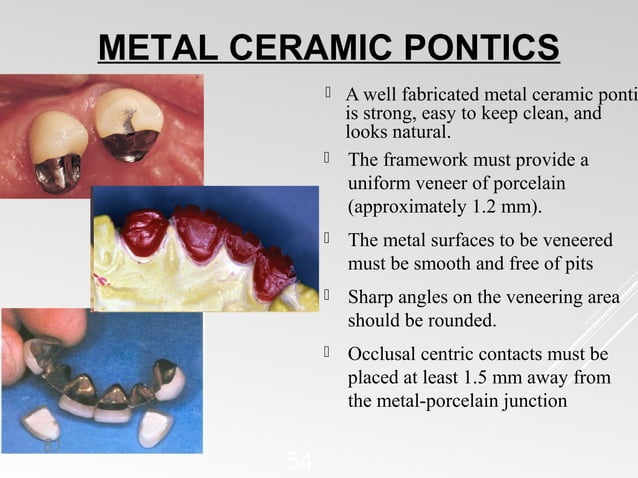 METAL CERAMIC PONTICS
A well fabricated metal ceramic ponti
is strong, easy to keep clean, and
looks natural.
The framework must provide a
uniform veneer of porcelain
(approximately 1.2 mm).
The metal surfaces to be veneered
must be smooth and free of pits
Sharp angles on the veneering area
should be rounded.
Occlusal centric contacts must be
placed at least 1.5 mm away from
the metal-porcelain junction
54